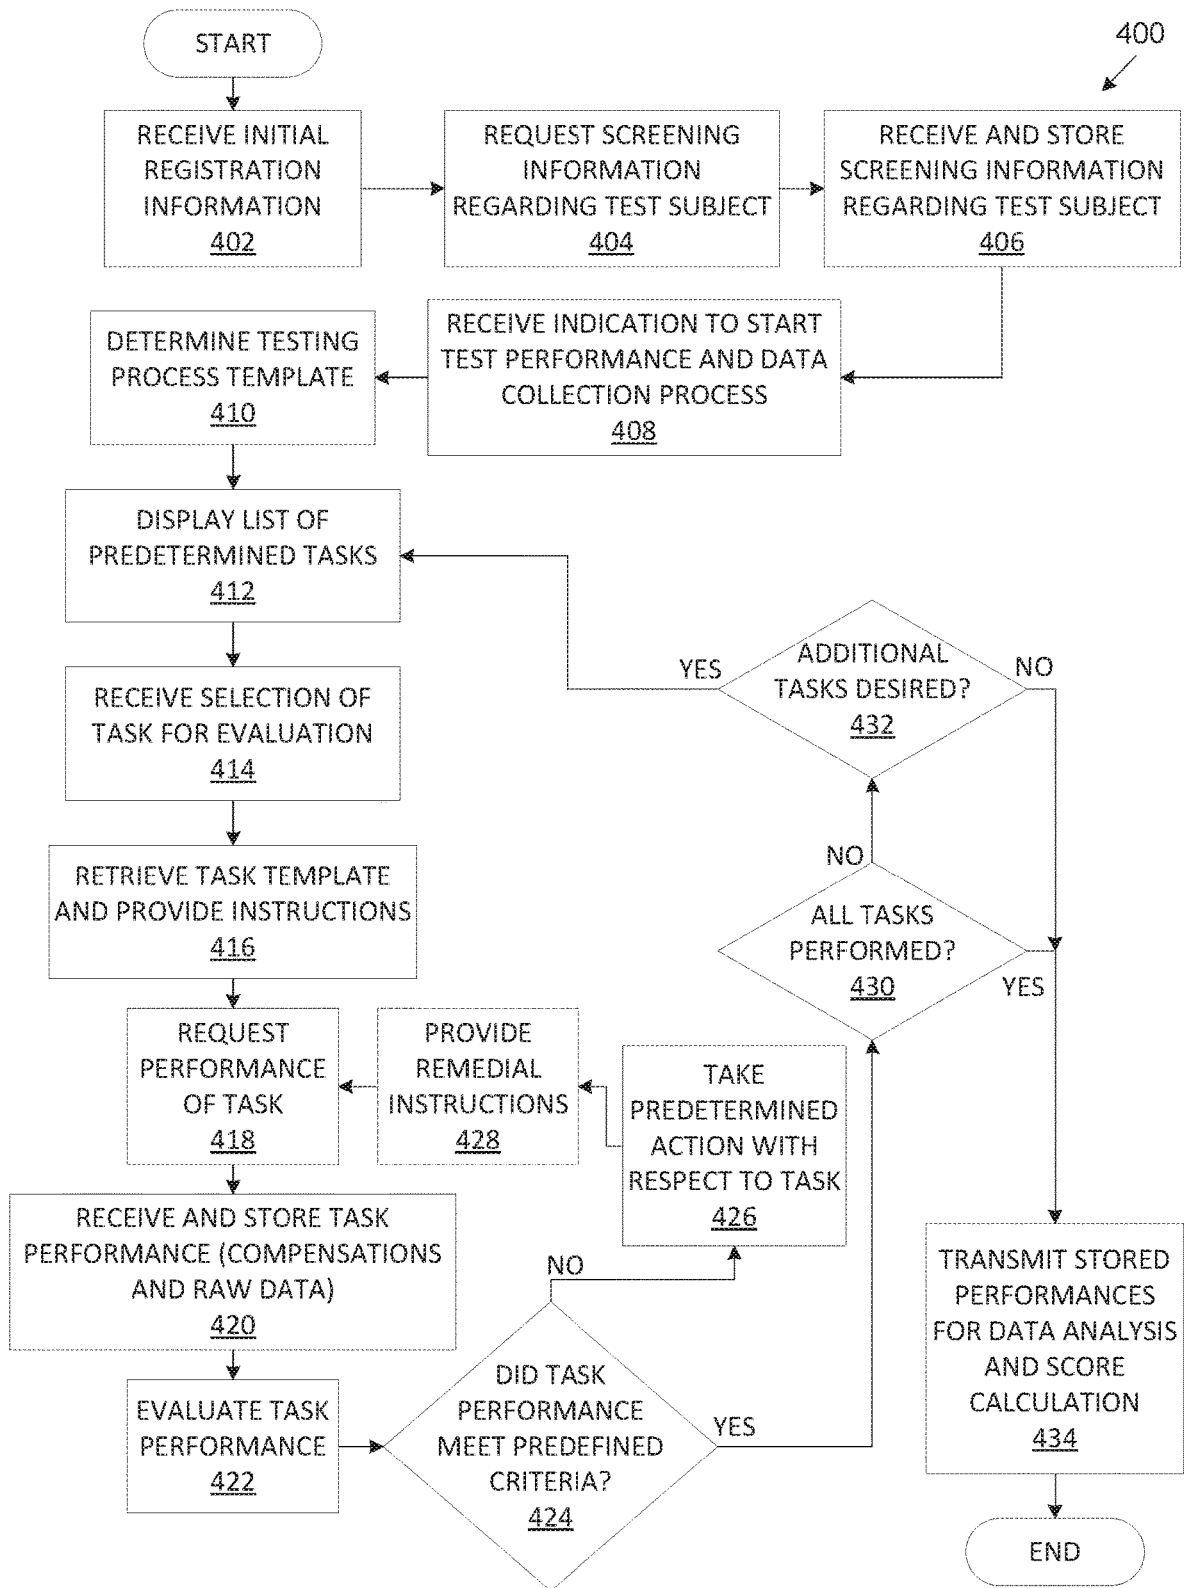 400
START
RECEIVE INITIAL
REGISTRATION
INFORMATION
402
REQUEST SCREENING
INFORMATION
REGARDING TEST SUBJECT
404
RECEIVE AND STORE
SCREENING INFORMATION
REGARDING TEST SUBJECT
406
RECEIVE INDICATION TO START
TEST PERFORMANCE AND DATA
COLLECTION PROCESS
408
DETERMINE TESTING
PROCESS TEMPLATE
410
DISPLAY LIST OF
PREDETERMINED TASKS
412
RECEIVE SELECTION OF
TASK FOR EVALUATION
414
RETRIEVE TASK TEMPLATE
AND PROVIDE INSTRUCTIONS
416
REQUEST
PERFORMANCE
OF TASK
418
RECEIVE AND STORE TASK
PERFORMANCE (COMPENSATIONS
AND RAW DATA)
420
EVALUATE TASK
PERFORMANCE
422
DID TASK
PERFORMANCE
MEET PREDEFINED
CRITERIA?
424
NO
YES
TAKE
PREDETERMINED
ACTION WITH
RESPECT TO TASK
426
PROVIDE
REMEDIAL
INSTRUCTIONS
428
ALL TASKS
PERFORMED?
430
NO
YES
ADDITIONAL
TASKS DESIRED?
432
YES
NO
TRANSMIT STORED
PERFORMANCES
FOR DATA ANALYSIS
AND SCORE
CALCULATION
434
END